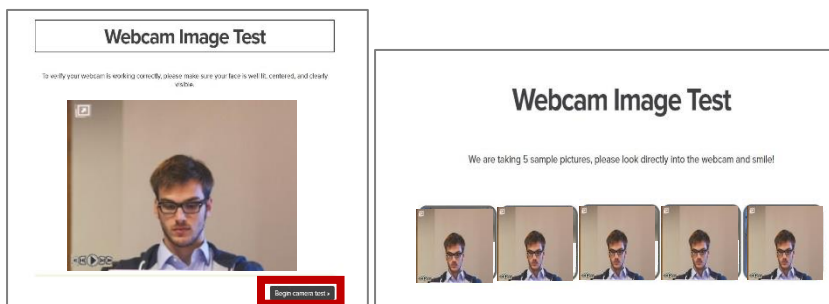 Webcam Image Test
To verify your webcam is working correctly, please make sure your face is well lit, centered, and clearly
visible.
Begin camera test »
Webcam Image Test
We are taking 5 sample pictures, please look directly into the webcam and smile!